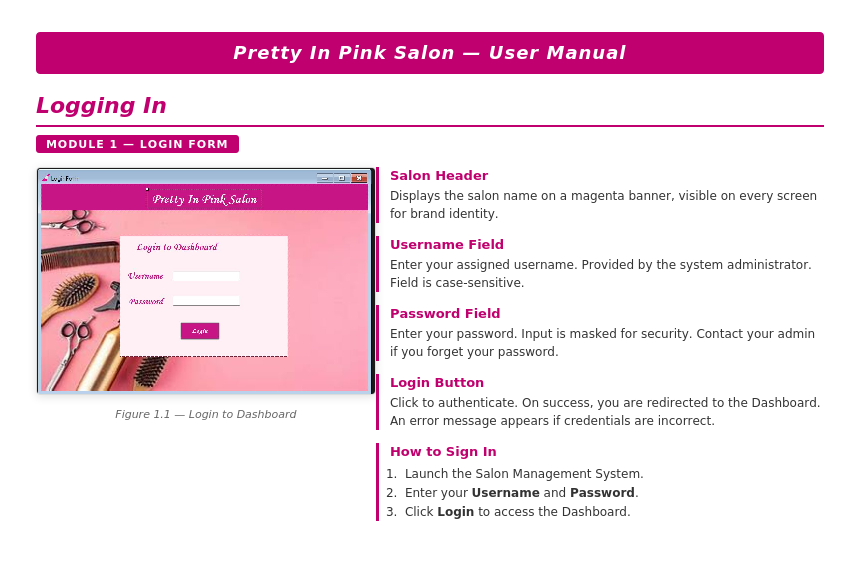 Pretty In Pink Salon — User Manual
Logging In
MODULE 1 — LOGIN FORM
Login Form
Pretty In Pink Salon
Login to Dashboard
Username
Password
Login
Figure 1.1 — Login to Dashboard
Salon Header
Displays the salon name on a magenta banner, visible on every screen
for brand identity.
Username Field
Enter your assigned username. Provided by the system administrator.
Field is case-sensitive.
Password Field
Enter your password. Input is masked for security. Contact your admin
if you forget your password.
Login Button
Click to authenticate. On success, you are redirected to the Dashboard.
An error message appears if credentials are incorrect.
How to Sign In
1. Launch the Salon Management System.
2. Enter your Username and Password.
3. Click Login to access the Dashboard.